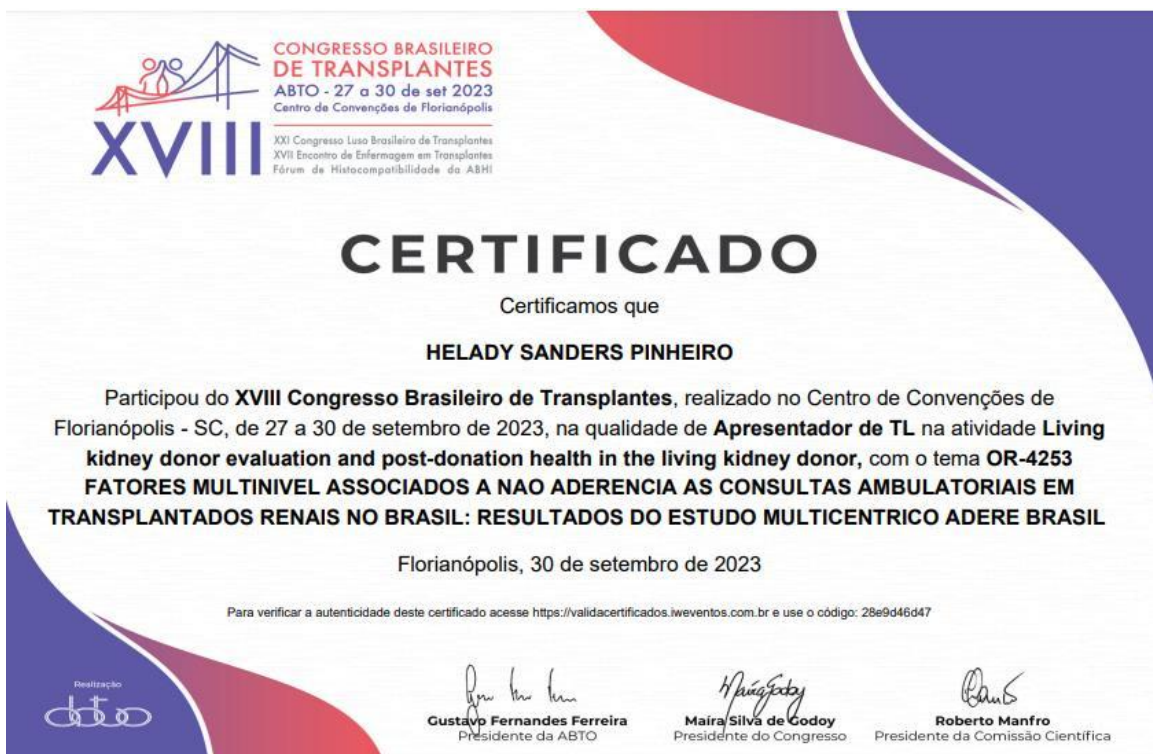 CONGRESSO BRASILEIRO
DE TRANSPLANTES
ABTO - 27 a 30 de set 2023
Centro de Convenções de Florianópolis
XVIII
XXI Congresso Luso Brasileiro de Transplantes
XVII Encontro de Enfermagem em Transplantes
Fórum de Histocompatibilidade da ABHI
CERTIFICADO
Certificamos que
HELADY SANDERS PINHEIRO
Participou do XVIII Congresso Brasileiro de Transplantes, realizado no Centro de Convenções de
Florianópolis - SC, de 27 a 30 de setembro de 2023, na qualidade de Apresentador de TL na atividade Living
kidney donor evaluation and post-donation health in the living kidney donor, com o tema OR-4253
FATORES MULTINIVEL ASSOCIADOS A NAO ADERENCIA AS CONSULTAS AMBULATORIAIS EM
TRANSPLANTADOS RENAIS NO BRASIL: RESULTADOS DO ESTUDO MULTICENTRICO ADERE BRASIL
Florianópolis, 30 de setembro de 2023
Para verificar a autenticidade deste certificado acesse https://validacertificados.iweventos.com.br e use o código: 28e9d46d47
Realização
abto
Gustavo Fernandes Ferreira
Presidente da ABTO
Maíra Silva de Godoy
Presidente do Congresso
Roberto Manfro
Presidente da Comissão Científica